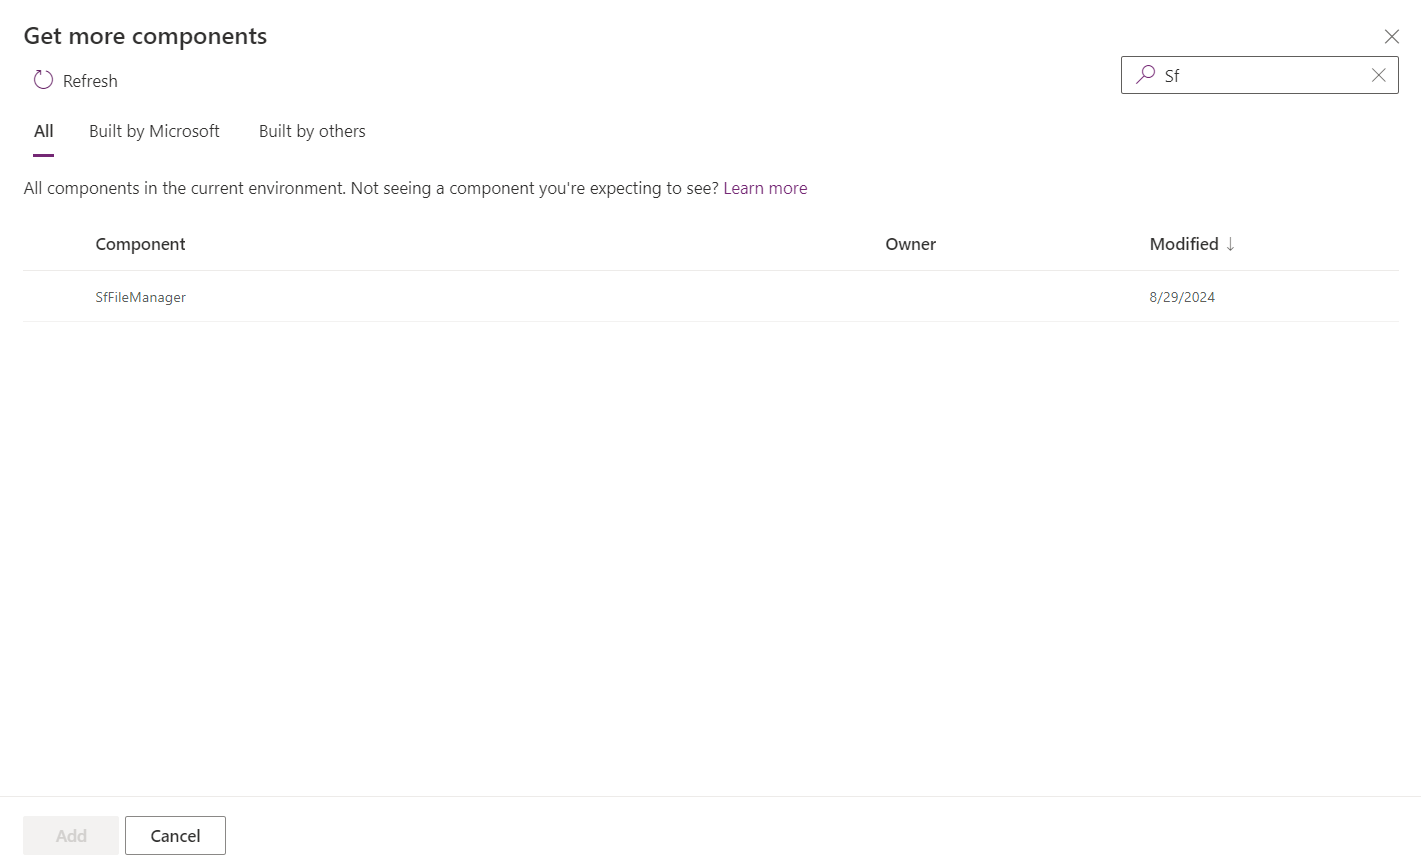 Get more components
Refresh
Sf
All Built by Microsoft Built by others
All components in the current environment. Not seeing a component you're expecting to see? Learn more
Component Owner Modified ↓
SfFileManager 8/29/2024
Add Cancel